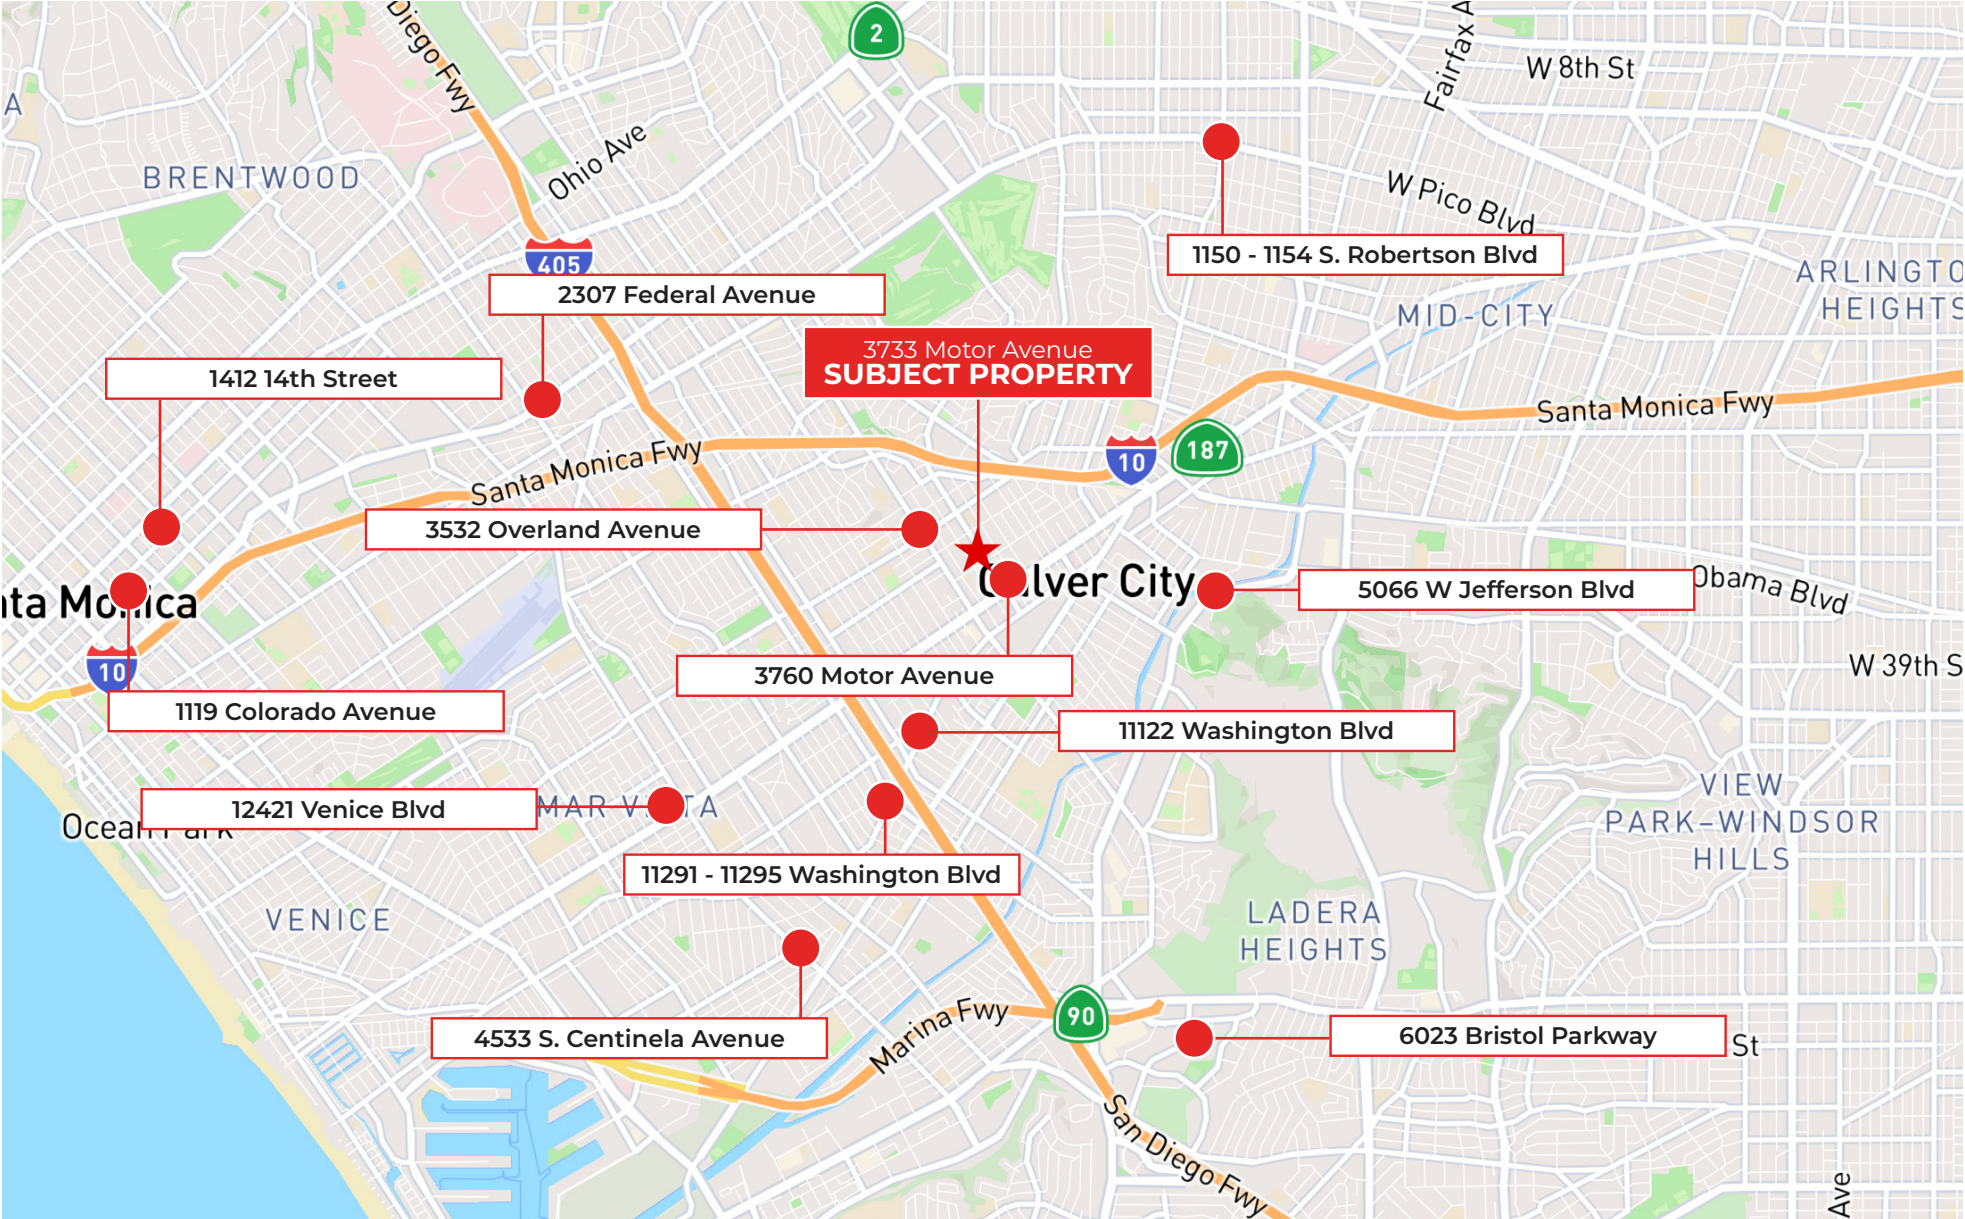 Diego Fwy
2
Fairfax A
W 8th St
A
Ohio Ave
BRENTWOOD
W Pico Blvd
405
1150 - 1154 S. Robertson Blvd
2307 Federal Avenue
ARLINGTO
HEIGHTS
MID-CITY
3733 Motor Avenue
SUBJECT PROPERTY
1412 14th Street
Santa Monica Fwy
Santa Monica Fwy
10
187
3532 Overland Avenue
Culver City
5066 W Jefferson Blvd
Obama Blvd
nta Monica
10
3760 Motor Avenue
W 39th S
1119 Colorado Avenue
11122 Washington Blvd
12421 Venice Blvd
MAR VISTA
Ocean Park
VIEW
PARK–WINDSOR
HILLS
11291 - 11295 Washington Blvd
VENICE
LADERA
HEIGHTS
4533 S. Centinela Avenue
Marina Fwy
90
6023 Bristol Parkway
St
San Diego Fwy
Ave